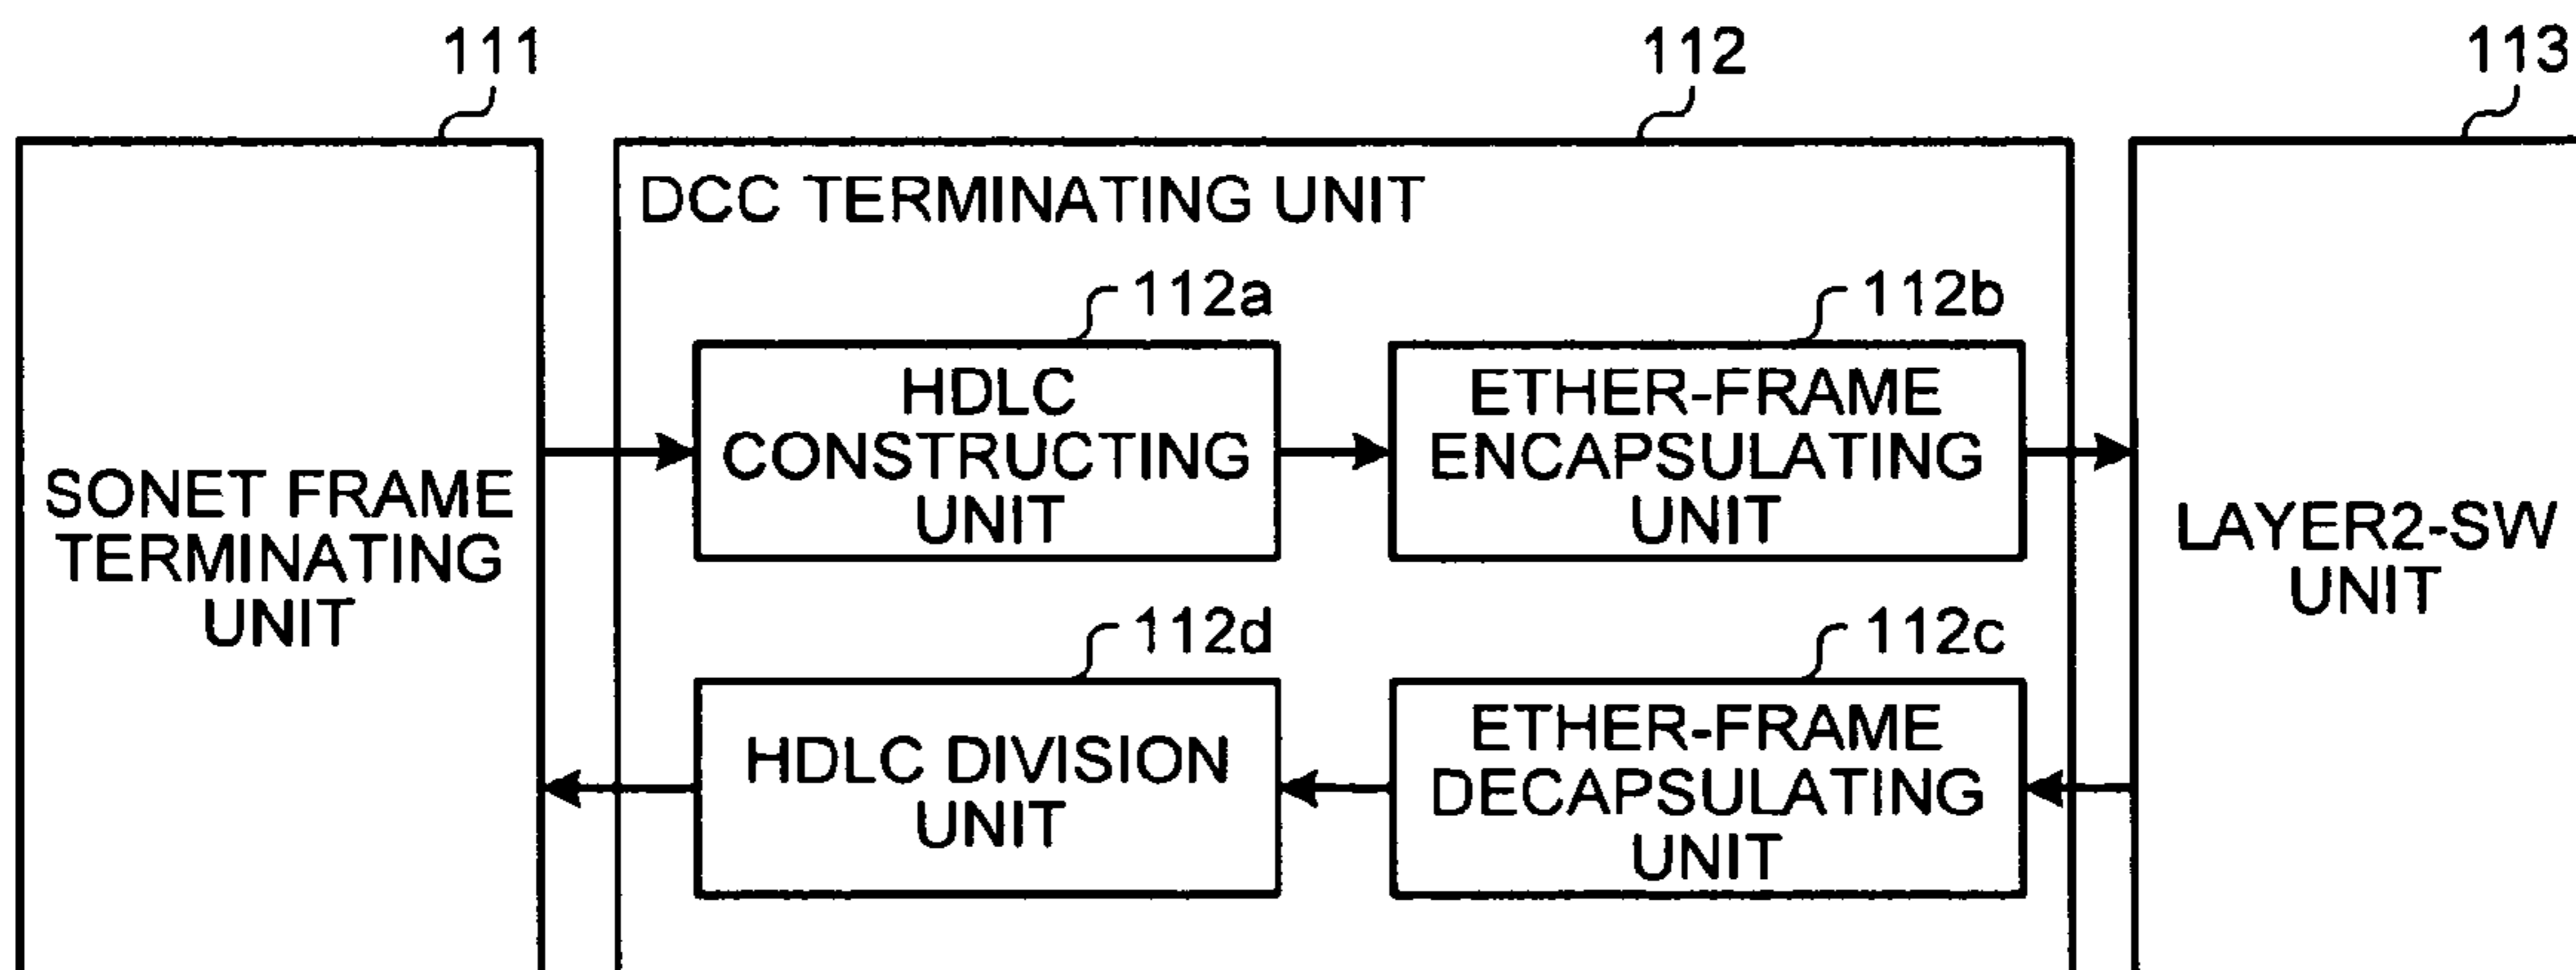 111
112
113
DCC TERMINATING UNIT
112a
112b
HDLC
CONSTRUCTING
UNIT
ETHER-FRAME
ENCAPSULATING
UNIT
SONET FRAME
TERMINATING
UNIT
LAYER2-SW
UNIT
112d
112c
HDLC DIVISION
UNIT
ETHER-FRAME
DECAPSULATING
UNIT